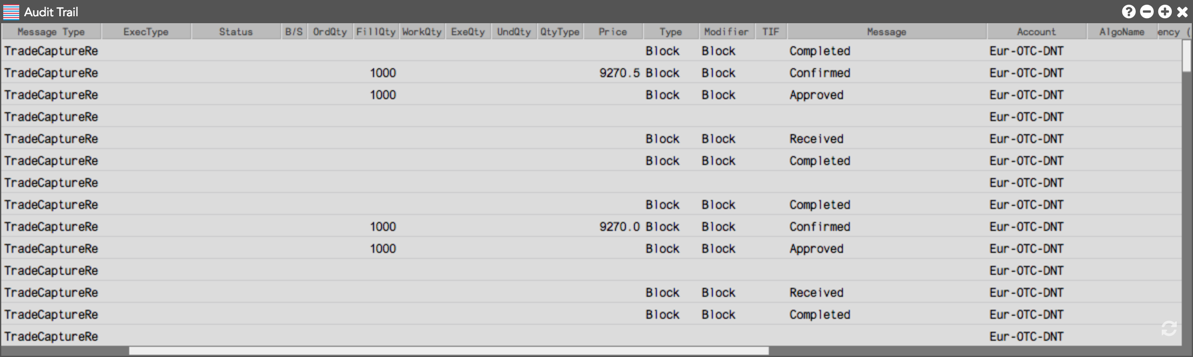 Audit Trail
Message Type ExecType Status B/S OrdQty FillQty WorkQty ExeQty UndQty QtyType Price Type Modifier TIF Message Account AlgoName ency (
TradeCaptureRe Block Block Completed Eur-OTC-DNT
TradeCaptureRe 1000 9270.5 Block Block Confirmed Eur-OTC-DNT
TradeCaptureRe 1000 Block Block Approved Eur-OTC-DNT
TradeCaptureRe Eur-OTC-DNT
TradeCaptureRe Block Block Received Eur-OTC-DNT
TradeCaptureRe Block Block Completed Eur-OTC-DNT
TradeCaptureRe Eur-OTC-DNT
TradeCaptureRe Block Block Completed Eur-OTC-DNT
TradeCaptureRe 1000 9270.0 Block Block Confirmed Eur-OTC-DNT
TradeCaptureRe 1000 Block Block Approved Eur-OTC-DNT
TradeCaptureRe Eur-OTC-DNT
TradeCaptureRe Block Block Received Eur-OTC-DNT
TradeCaptureRe Block Block Completed Eur-OTC-DNT
TradeCaptureRe Eur-OTC-DNT